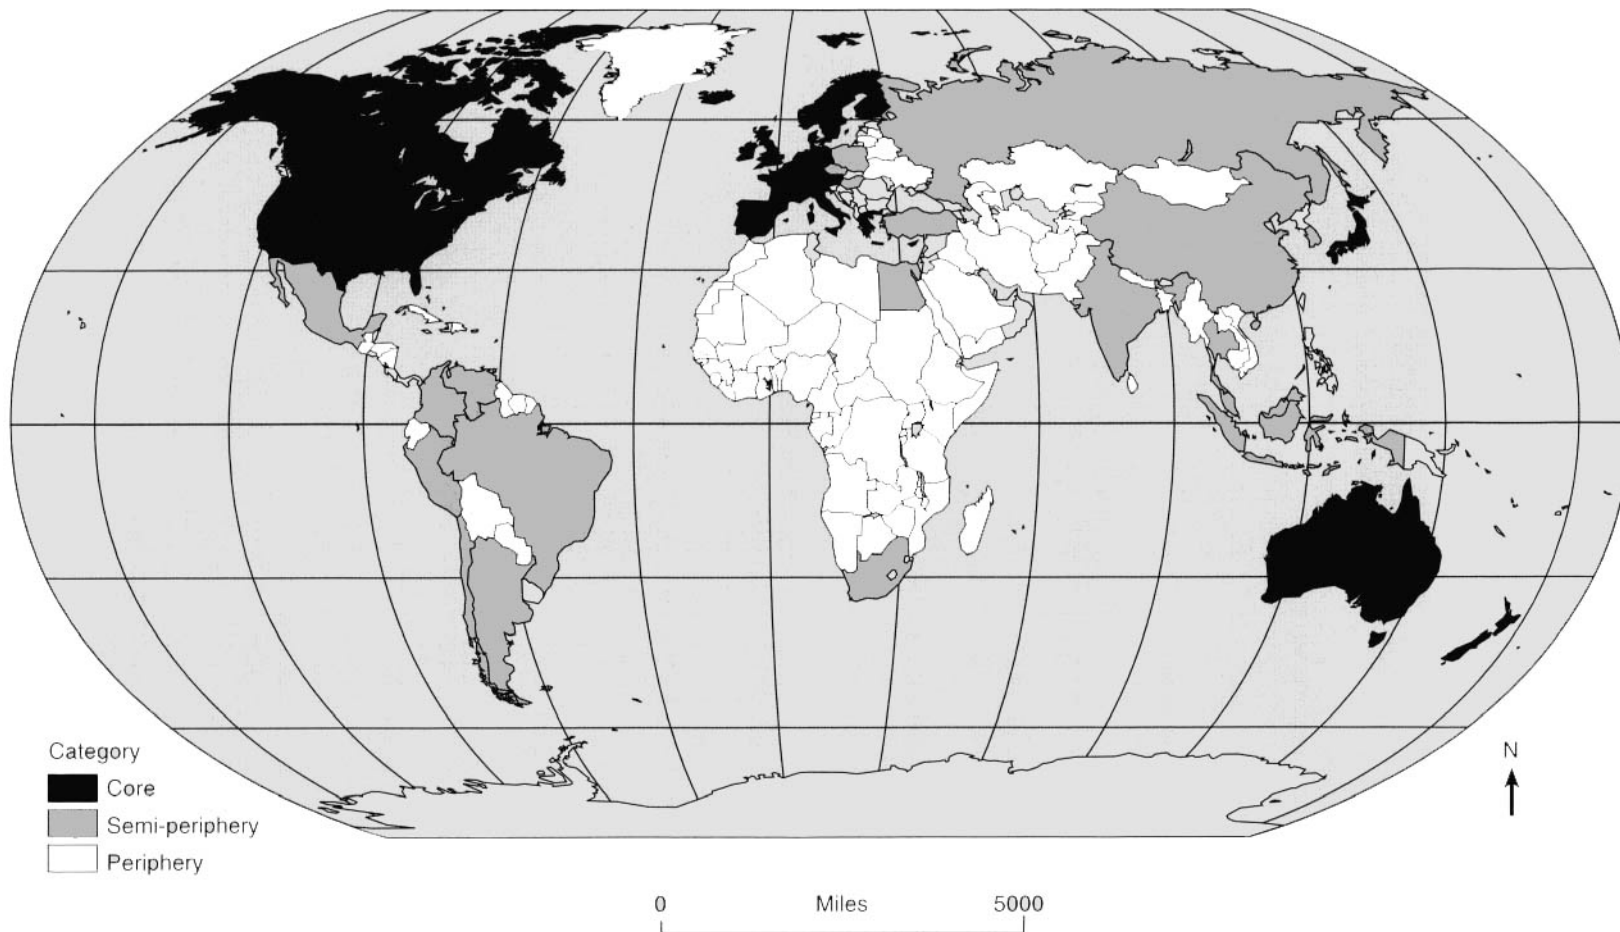 Category
Core
Semi-periphery
Periphery
N
0 Miles 5000